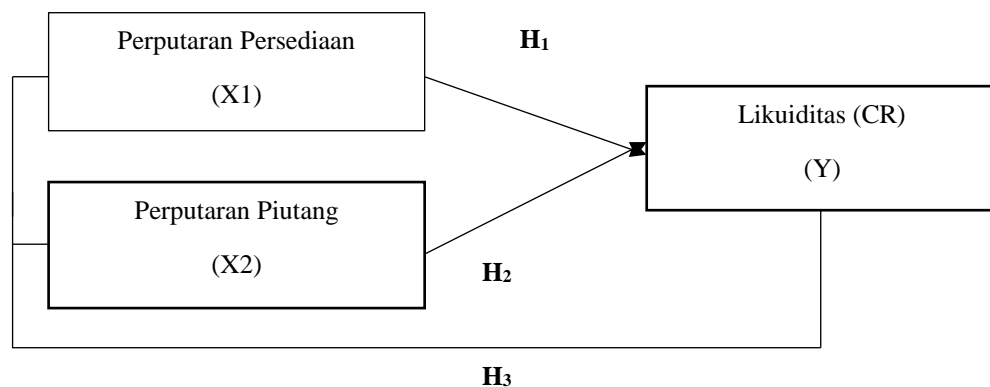 Perputaran Persediaan
(X1)
H₁
Likuiditas (CR)
(Y)
Perputaran Piutang
(X2)
H₂
H₃